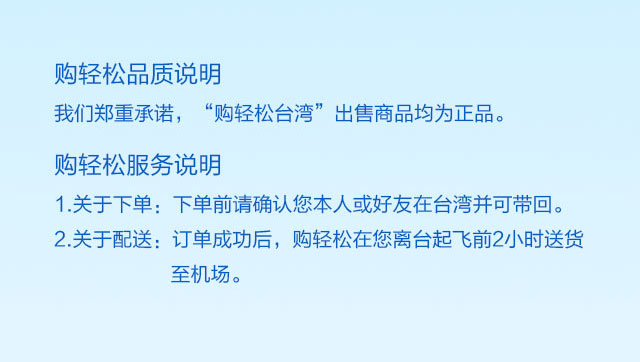 购轻松品质说明
我们郑重承诺，“购轻松台湾”出售商品均为正品。
购轻松服务说明
1.关于下单：下单前请确认您本人或好友在台湾并可带回。
2.关于配送：订单成功后，购轻松在您离台起飞前2小时送货
至机场。